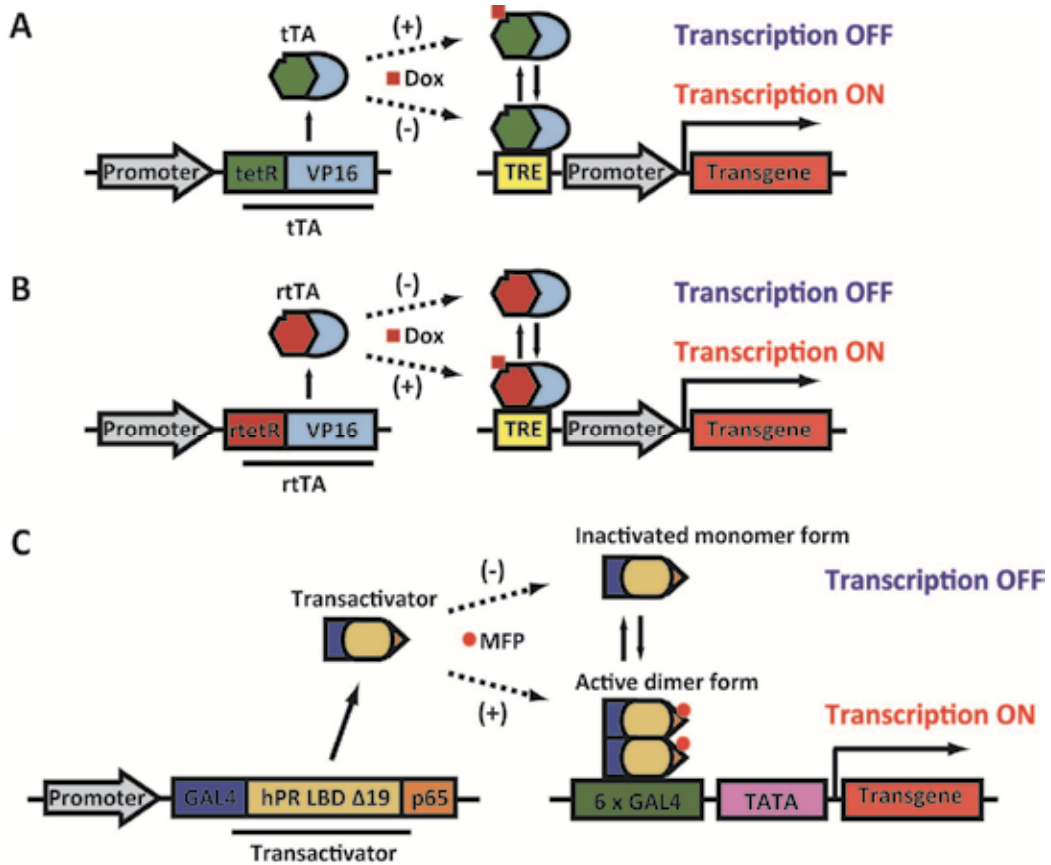 A
tTA
(+)
Dox
(-)
Transcription OFF
Transcription ON
Promoter
tetR
VP16
tTA
TRE
Promoter
Transgene
B
rtTA
(-)
Dox
(+)
Transcription OFF
Transcription ON
Promoter
rtetR
VP16
rtTA
TRE
Promoter
Transgene
C
Inactivated monomer form
(-)
Transcription OFF
Transactivator
MFP
Active dimer form
(+)
Transcription ON
Promoter
GAL4
hPR LBD Δ19
p65
Transactivator
6 x GAL4
TATA
Transgene